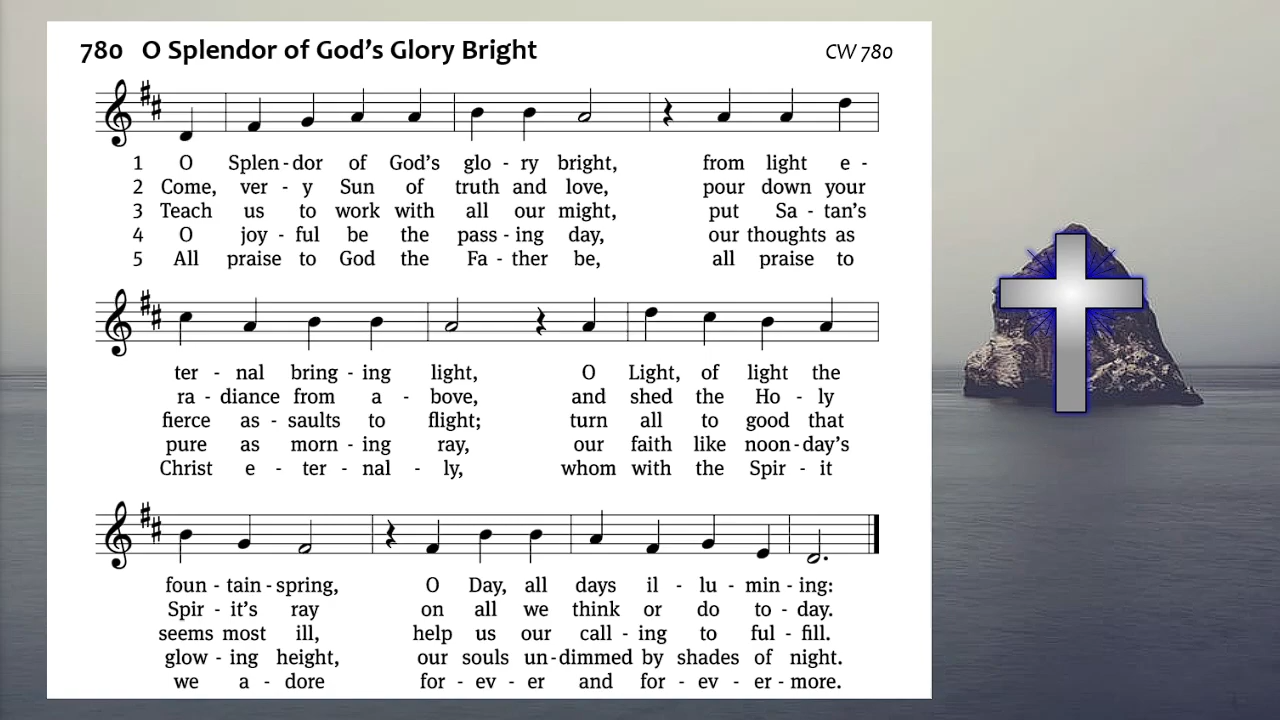 780 O Splendor of God's Glory Bright CW 780
1 O Splen - dor of God's glo - ry bright, from light e -
2 Come, ver - y Sun of truth and love, pour down your
3 Teach us to work with all our might, put Sa - tan's
4 O joy - ful be the pass - ing day, our thoughts as
5 All praise to God the Fa - ther be, all praise to
ter - nal bring - ing light, O Light, of light the
ra - diance from a - bove, and shed the Ho - ly
fierce as - saults to flight; turn all to good that
pure as morn - ing ray, our faith like noon - day's
Christ e - ter - nal - ly, whom with the Spir - it
foun - tain - spring, O Day, all days il - lu - min - ing:
Spir - it's ray on all we think or do to - day.
seems most ill, help us our call - ing to ful - fill.
glow - ing height, our souls un - dimmed by shades of night.
we a - dore for - ev - er and for - ev - er - more.